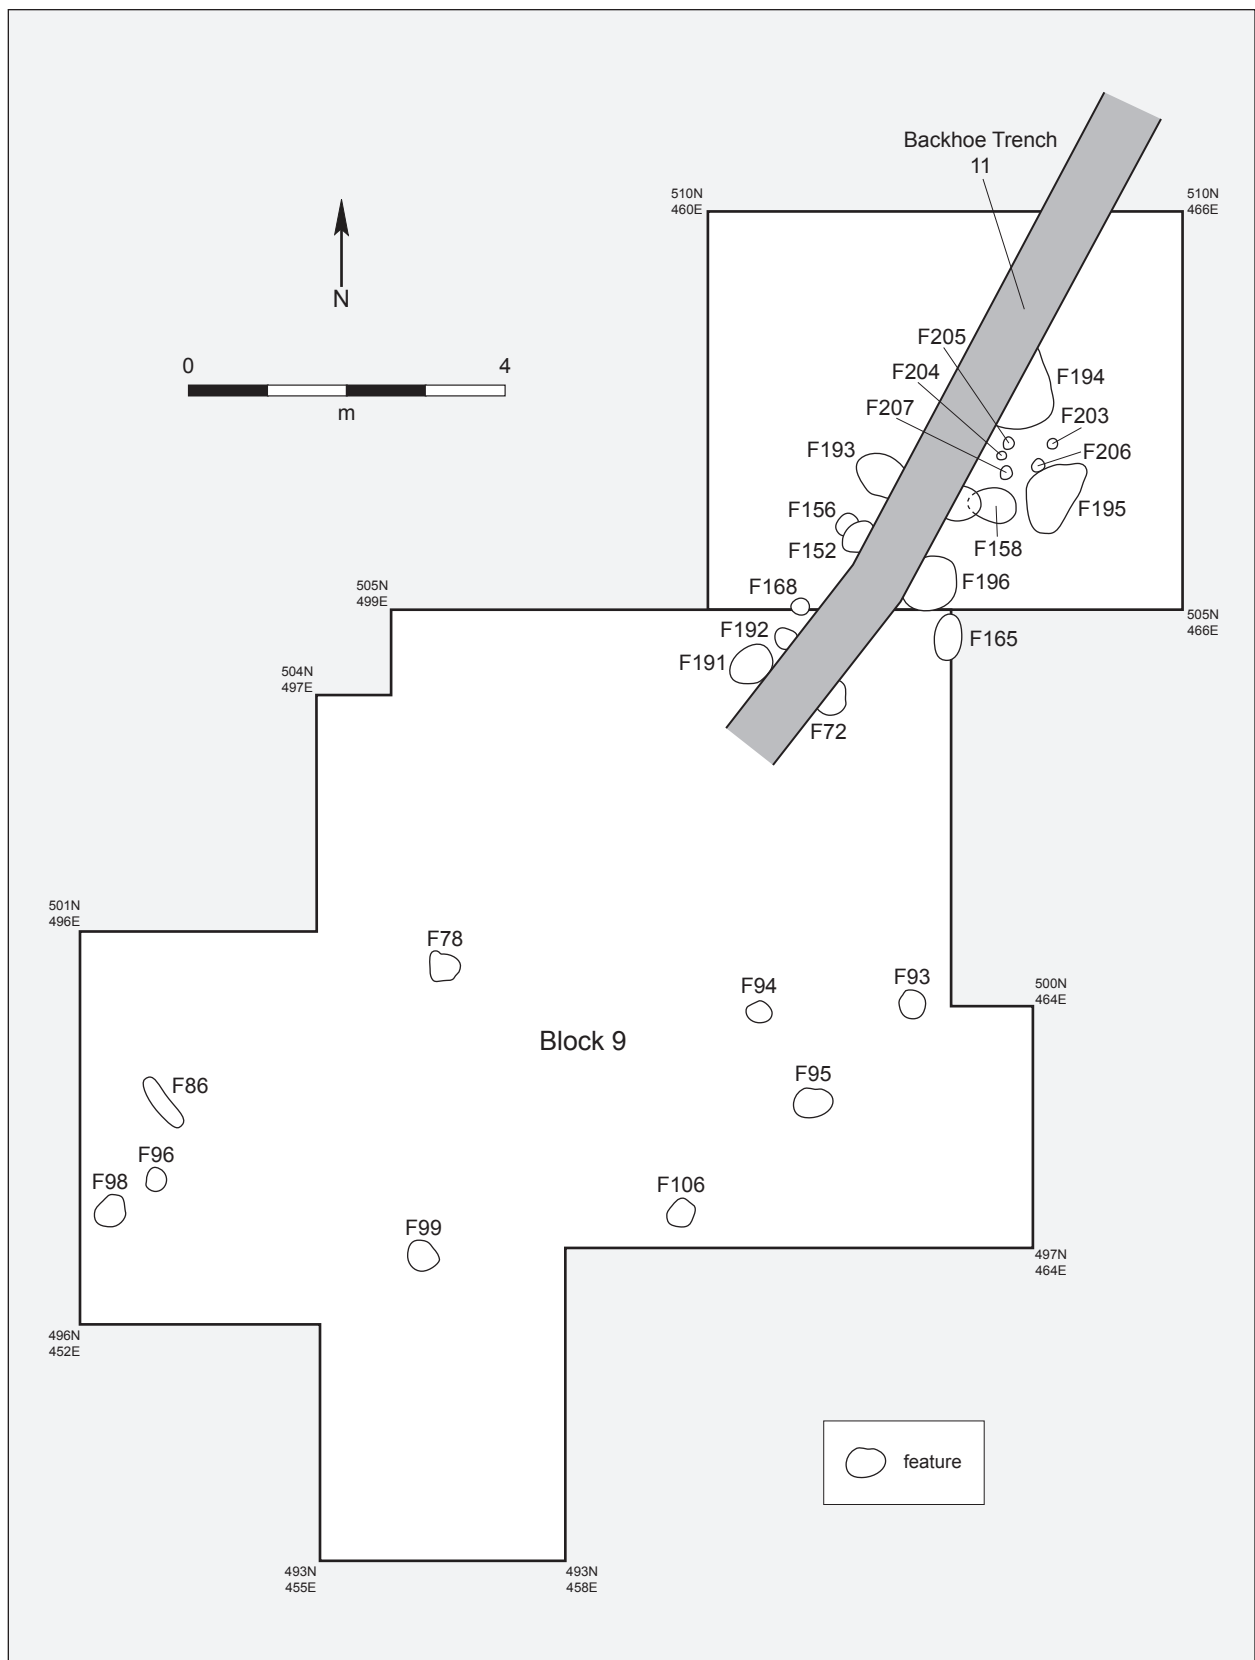 Backhoe Trench
11
510N
460E
510N
466E
N
0
4
m
F205
F204
F207
F194
F203
F206
F193
F195
F156
F152
F158
F168
F196
505N
499E
505N
466E
F192
F191
F165
504N
497E
F72
501N
496E
F78
F94
F93
500N
464E
Block 9
F86
F95
F96
F98
F106
F99
497N
464E
496N
452E
feature
493N
455E
493N
458E